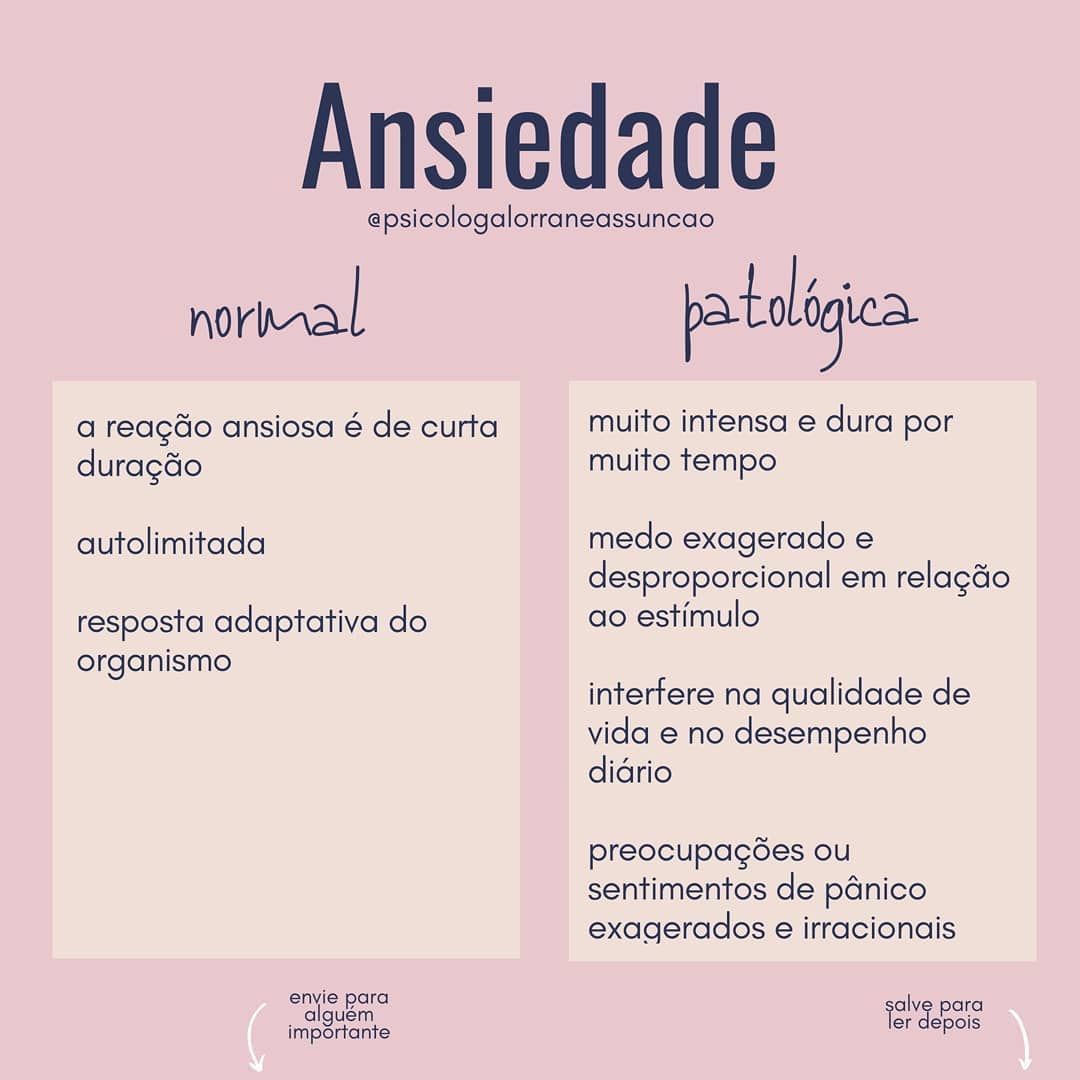 Ansiedade
@psicologalorraneassuncao
normal
a reação ansiosa é de curta
duração
autolimitada
resposta adaptativa do
organismo
patológica
muito intensa e dura por
muito tempo
medo exagerado e
desproporcional em relação
ao estímulo
interfere na qualidade de
vida e no desempenho
diário
preocupações ou
sentimentos de pânico
exagerados e irracionais
envie para
alguém
importante
salve para
ler depois